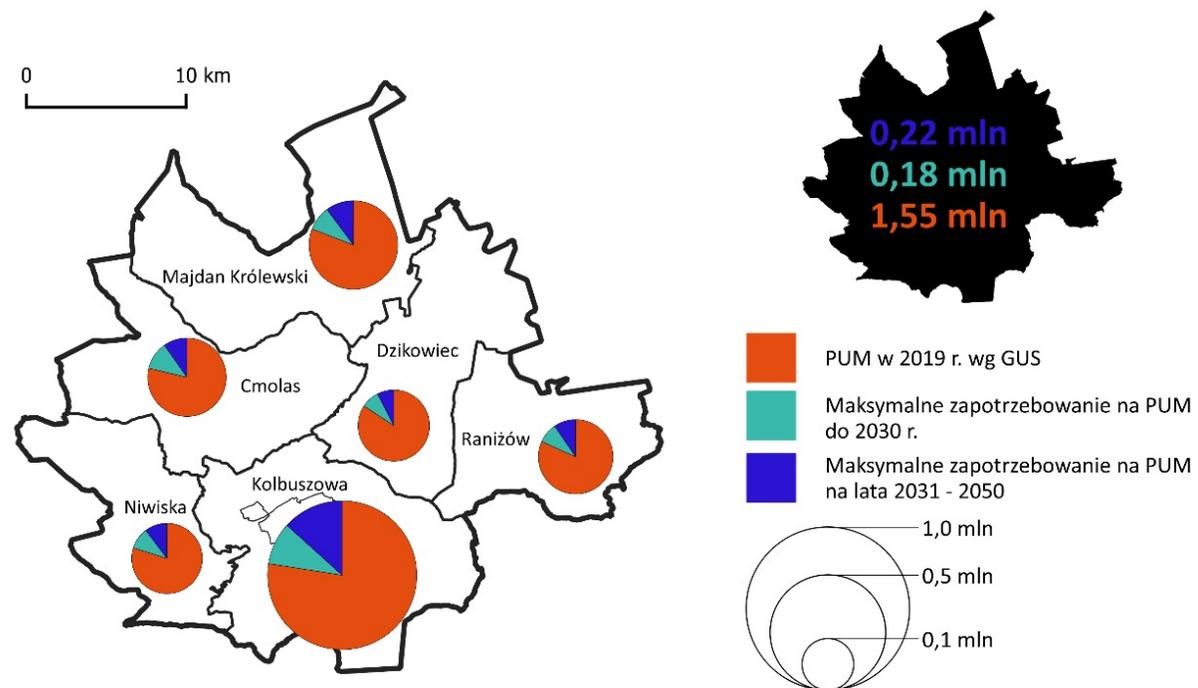 0 10 km
Majdan Królewski
Dzikowiec
Cmolas
Raniżów
Kolbuszowa
Niwiska
0,22 mln
0,18 mln
1,55 mln
PUM w 2019 r. wg GUS
Maksymalne zapotrzebowanie na PUM
do 2030 r.
Maksymalne zapotrzebowanie na PUM
na lata 2031 - 2050
1,0 mln
0,5 mln
0,1 mln